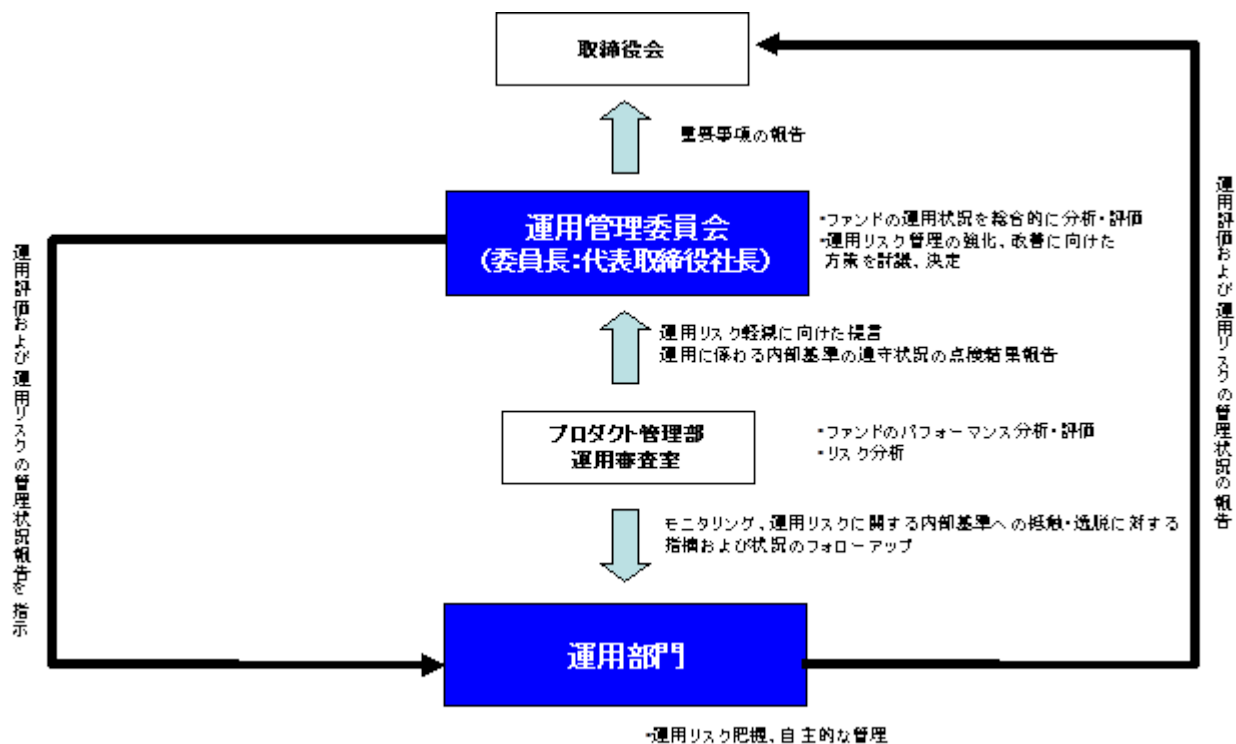 取締役会
重要事項の報告
運用管理委員会
(委員長:代表取締役社長)
・ファンドの運用状況を総合的に分析・評価
・運用リスク管理の強化、改善に向けた
方策を討議、決定
運用リスク軽減に向けた提言
運用に係わる内部基準の遵守状況の点検結果報告
プロダクト管理部
運用審査室
・ファンドのパフォーマンス分析・評価
・リスク分析
モニタリング、運用リスクに関する内部基準への抵触・逸脱に対する
指摘および状況のフォローアップ
運用部門
・運用リスク把握、自主的な管理
運用評価および運用リスクの管理状況報告を指示
運用評価および運用リスクの管理状況の報告